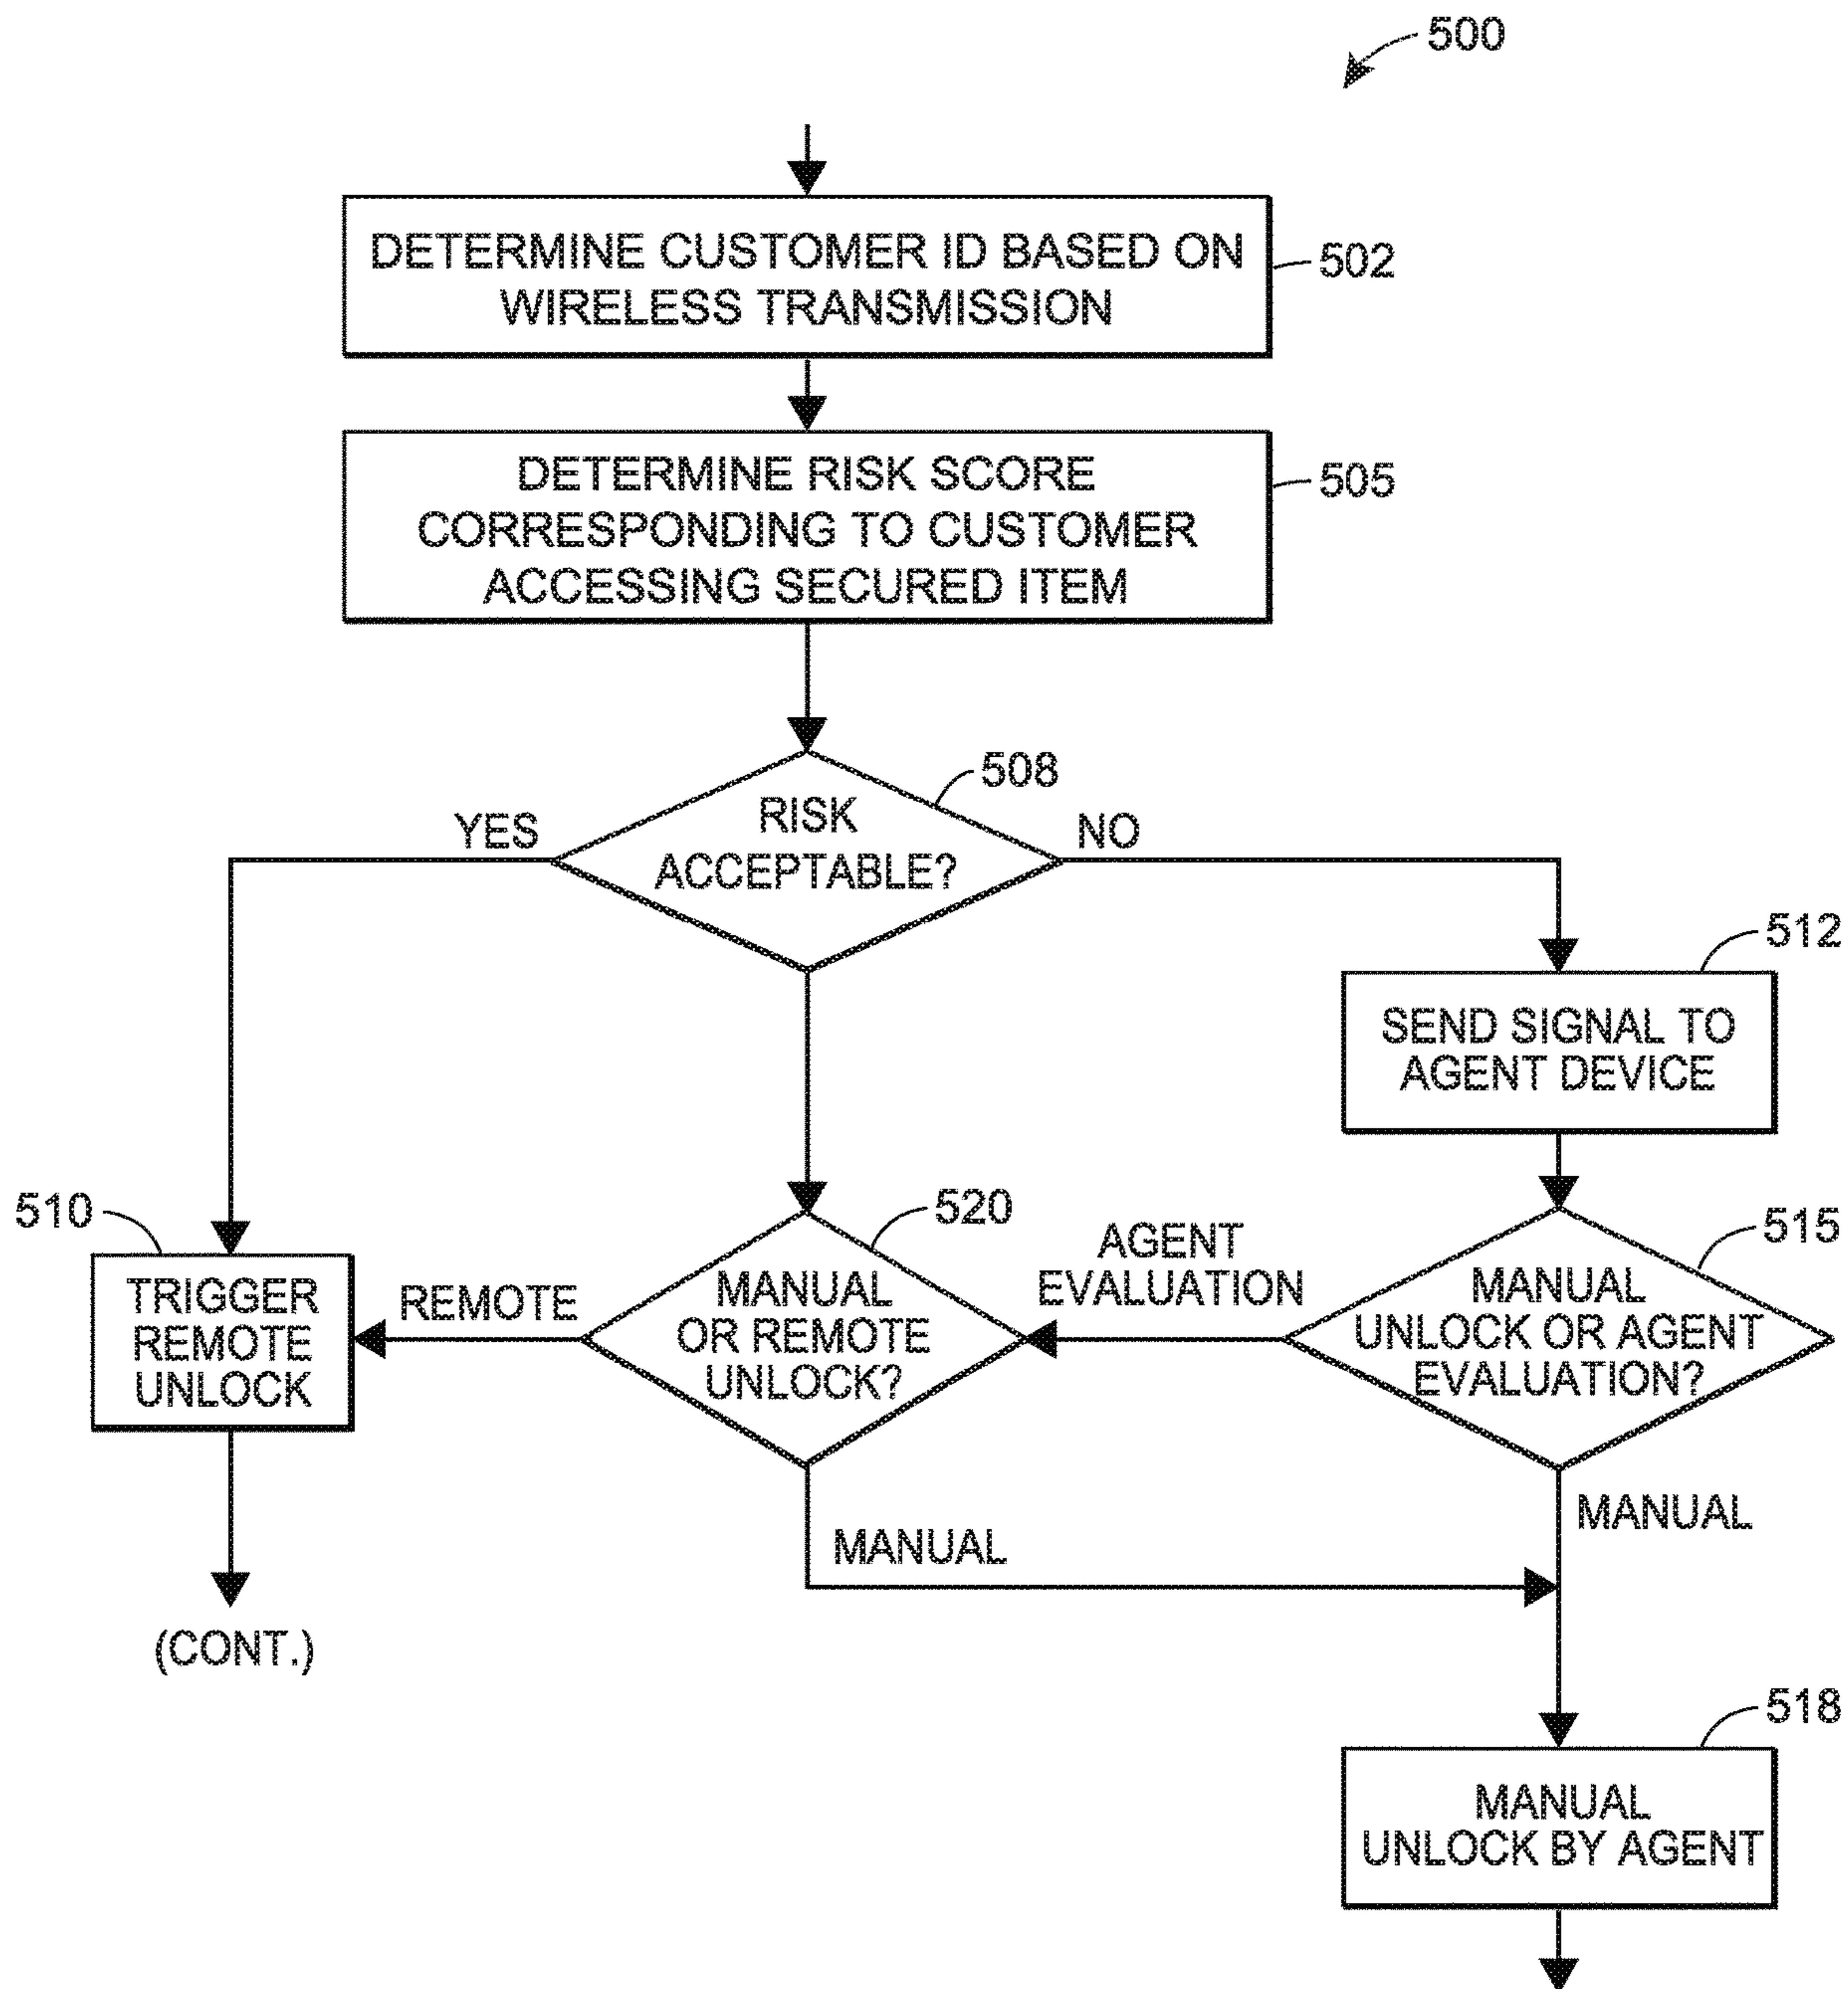 500
DETERMINE CUSTOMER ID BASED ON
WIRELESS TRANSMISSION
502
DETERMINE RISK SCORE
CORRESPONDING TO CUSTOMER
ACCESSING SECURED ITEM
505
508
RISK
ACCEPTABLE?
YES
NO
512
SEND SIGNAL TO
AGENT DEVICE
510
TRIGGER
REMOTE
UNLOCK
REMOTE
520
MANUAL
OR REMOTE
UNLOCK?
AGENT
EVALUATION
515
MANUAL
UNLOCK OR AGENT
EVALUATION?
MANUAL
MANUAL
(CONT.)
518
MANUAL
UNLOCK BY AGENT